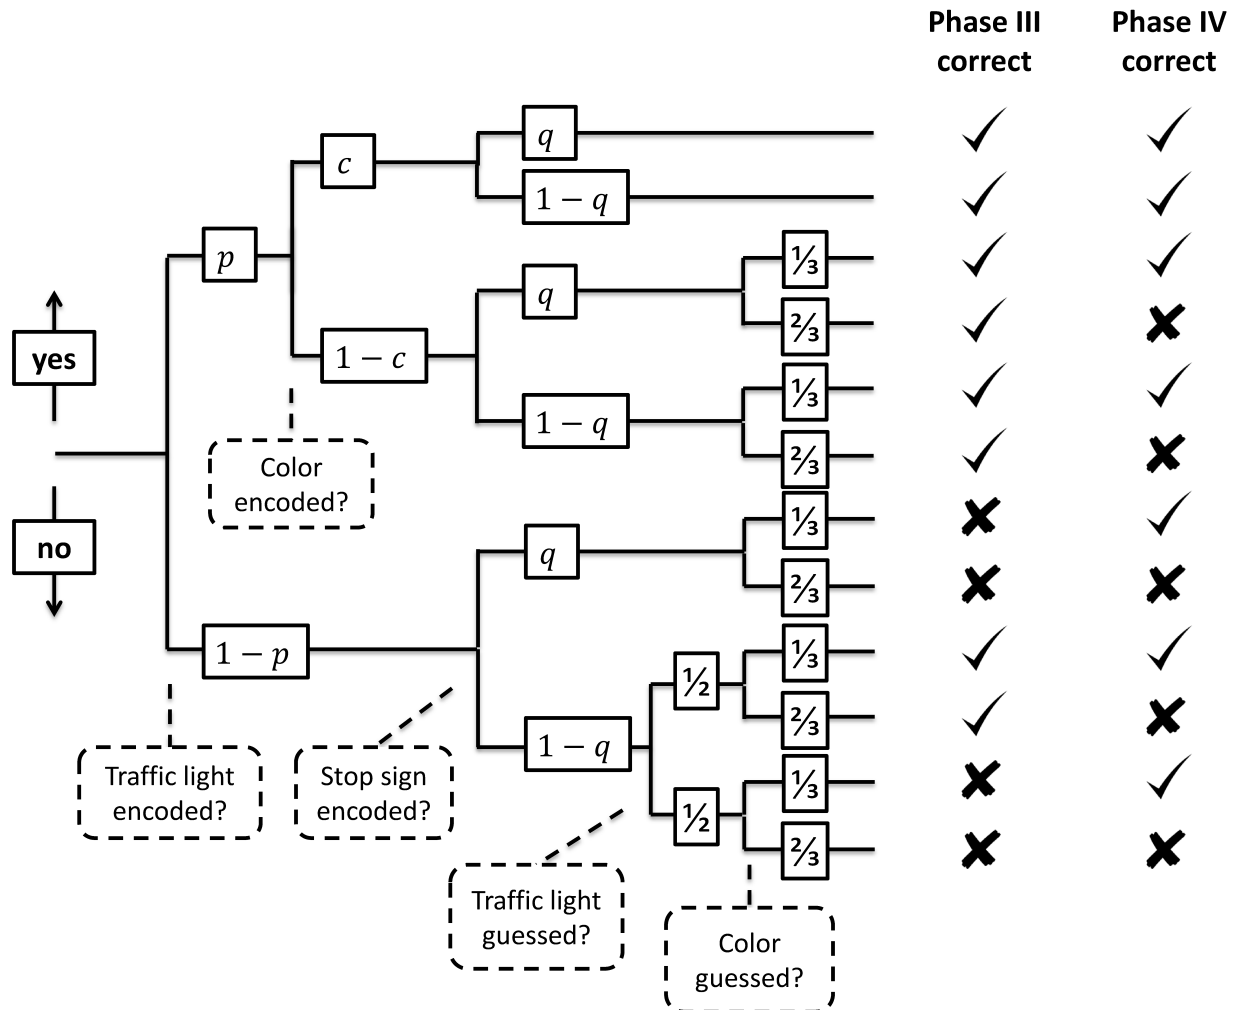 Phase III correct
Phase IV correct
q
c
1 − q
p
⅓
q
⅔
yes
1 − c
⅓
1 − q
⅔
Color
encoded?
⅓
no
q
⅔
1 − p
⅓
½
⅔
1 − q
Traffic light
encoded?
Stop sign
encoded?
⅓
½
⅔
Traffic light
guessed?
Color
guessed?